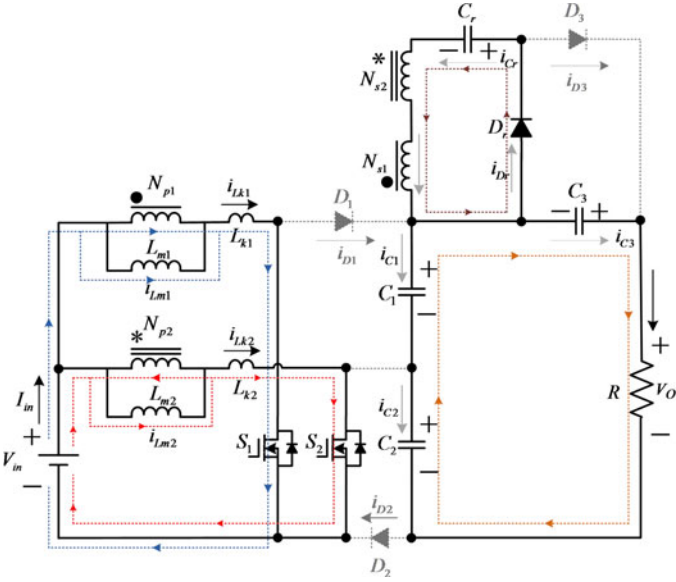 C_r
D_3
− +
i_Cr
*
N_s2
i_D3
D_r
N_s1
i_Dr
N_p1
i_Lk1
D_1
C_3
− +
L_m1
L_k1
i_D1
i_C1
i_C3
i_Lm1
+
C_1
−
N_p2
*
i_Lk2
+
I_in
L_m2
L_k2
R
V_O
i_Lm2
i_C2
+
−
+
S_1
S_2
C_2
V_in
−
−
i_D2
D_2